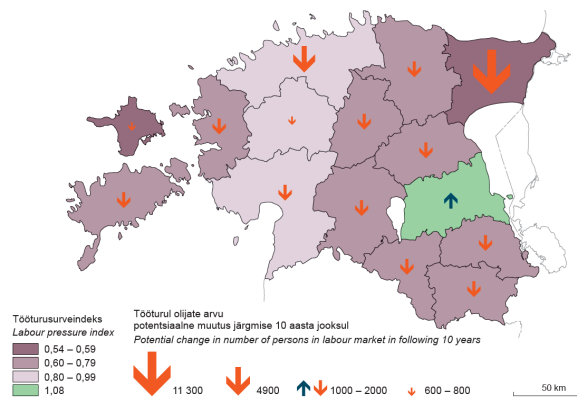 Tööturusurveindeks
Labour pressure index
0,54 – 0,59
0,60 – 0,79
0,80 – 0,99
1,08
Tööturul olijate arvu
potentsiaalne muutus järgmise 10 aasta jooksul
Potential change in number of persons in labour market in following 10 years
11 300
4900
1000 – 2000
600 – 800
50 km